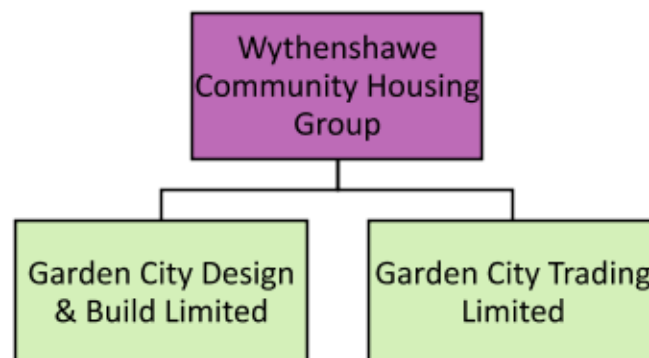 Wythenshawe
Community Housing
Group
Garden City Design
& Build Limited
Garden City Trading
Limited